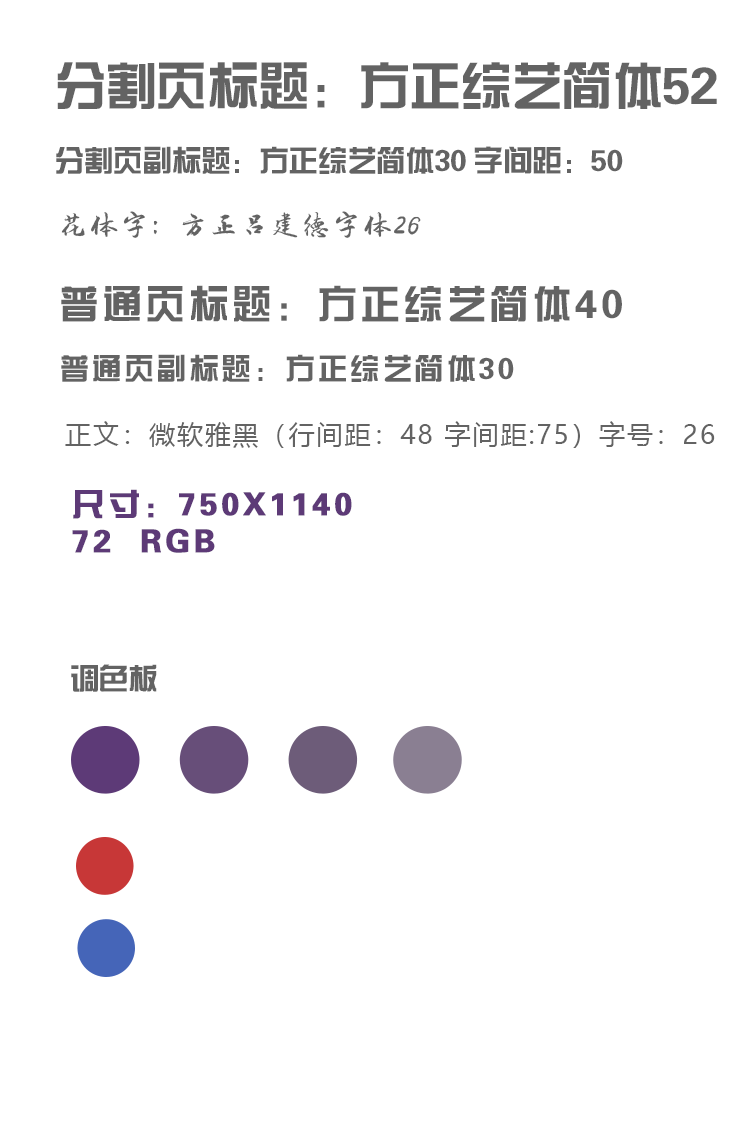 分割页标题：方正综艺简体52
分割页副标题：方正综艺简体30 字间距：50
花体字：方正吕建德字体26
普通页标题：方正综艺简体40
普通页副标题：方正综艺简体30
正文：微软雅黑（行间距：48 字间距:75）字号：26
尺寸：750X1140
72 RGB
调色板